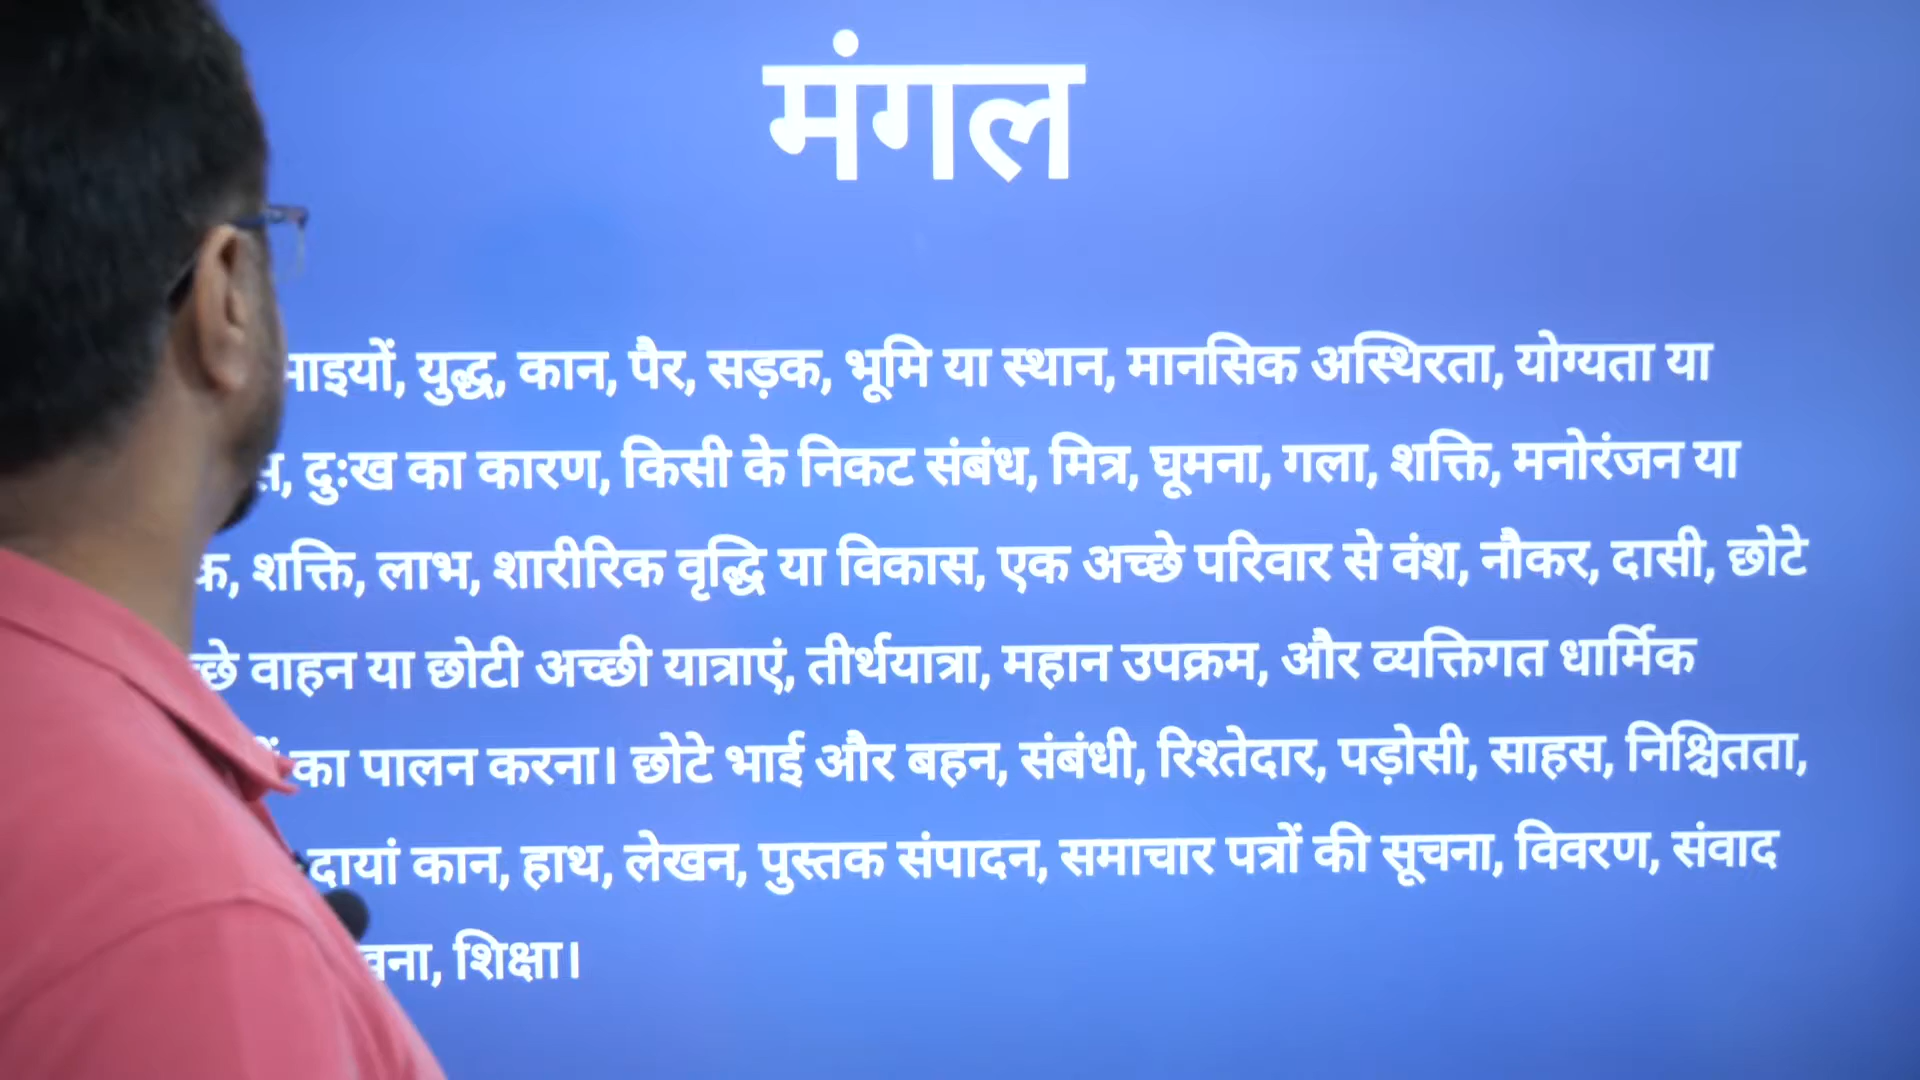 मंगल
युद्ध, कान, पैर, सड़क, भूमि या स्थान, मानसिक अस्थिरता, योग्यता या
दुःख का कारण, किसी के निकट संबंध, मित्र, घूमना, गला, शक्ति, मनोरंजन या
शक्ति, लाभ, शारीरिक वृद्धि या विकास, एक अच्छे परिवार से वंश, नौकर, दासी, छोटे
वाहन या छोटी अच्छी यात्राएं, तीर्थयात्रा, महान उपक्रम, और व्यक्तिगत धार्मिक
का पालन करना। छोटे भाई और बहन, संबंधी, रिश्तेदार, पड़ोसी, साहस, निश्चितता,
दायां कान, हाथ, लेखन, पुस्तक संपादन, समाचार पत्रों की सूचना, विवरण, संवाद
शिक्षा।